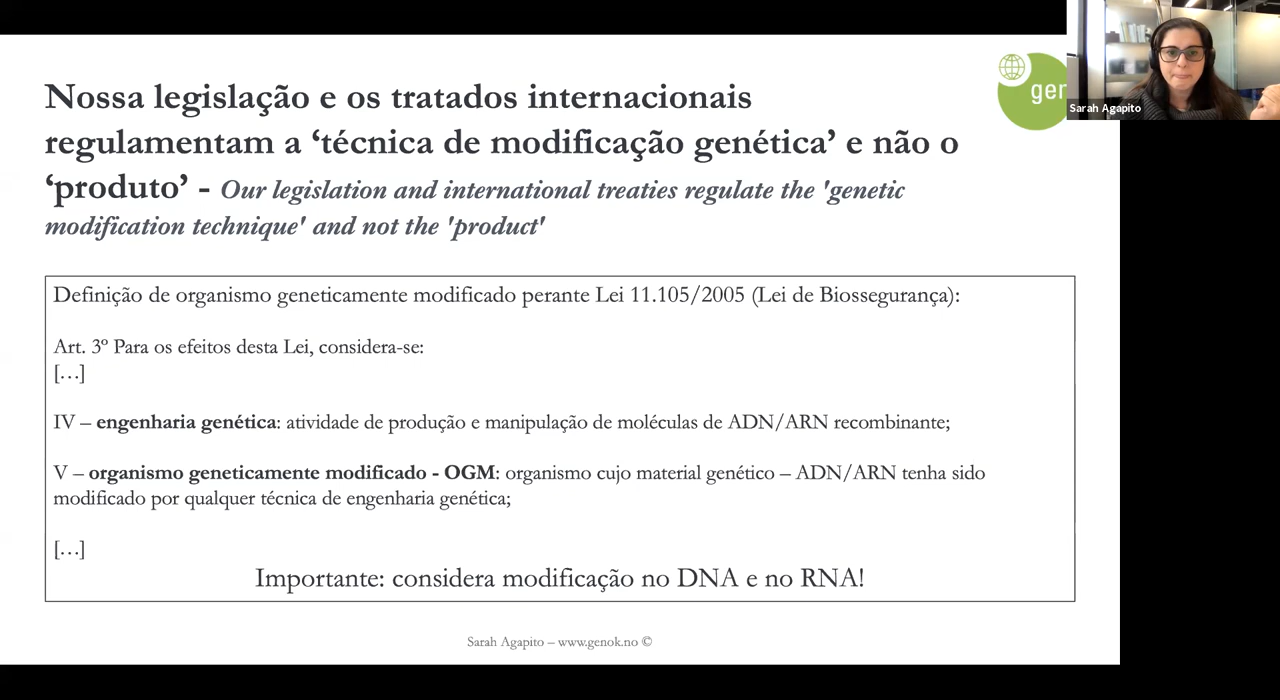 Nossa legislação e os tratados internacionais
regulamentam a ‘técnica de modificação genética’ e não o
‘produto’ - Our legislation and international treaties regulate the 'genetic
modification technique' and not the 'product'
gen
Sarah Agapito
Definição de organismo geneticamente modificado perante Lei 11.105/2005 (Lei de Biossegurança):
Art. 3º Para os efeitos desta Lei, considera-se:
[…]
IV – engenharia genética: atividade de produção e manipulação de moléculas de ADN/ARN recombinante;
V – organismo geneticamente modificado - OGM: organismo cujo material genético – ADN/ARN tenha sido
modificado por qualquer técnica de engenharia genética;
[…]
Importante: considera modificação no DNA e no RNA!
Sarah Agapito – www.genok.no ©